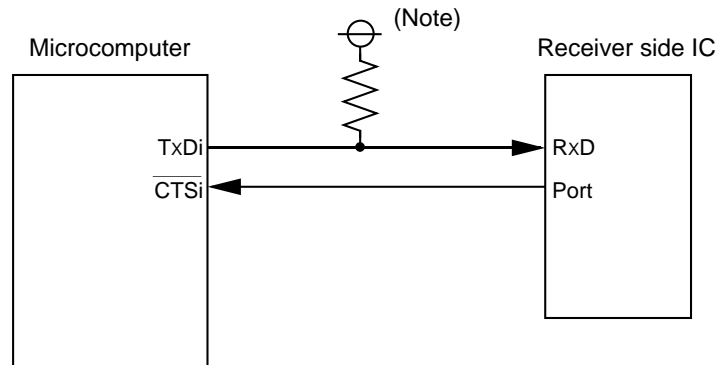 (Note)
Microcomputer
Receiver side IC
TxDi
RxD
CTSi
Port